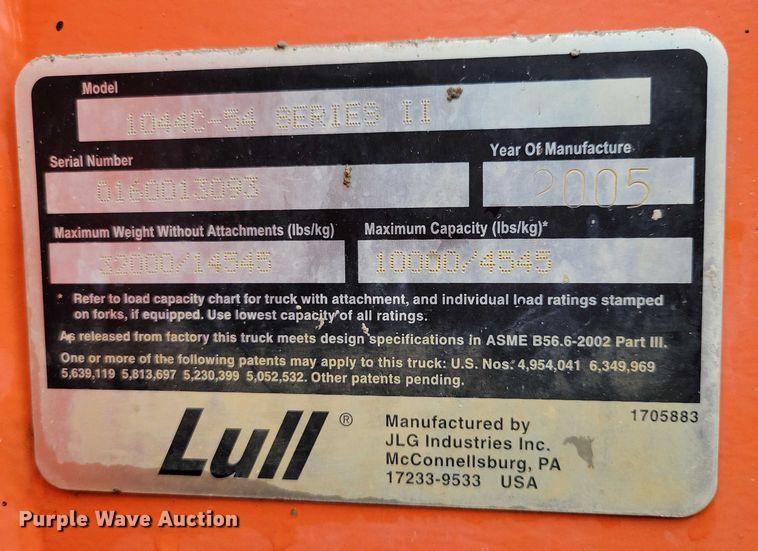 Model
1044C-54 SERIES II
Serial Number
0160013093
Year Of Manufacture
2005
Maximum Weight Without Attachments (lbs/kg)
32000/14545
Maximum Capacity (lbs/kg)*
10000/4545
* Refer to load capacity chart for truck with attachment, and individual load ratings stamped
on forks, if equipped. Use lowest capacity of all ratings.
As released from factory this truck meets design specifications in ASME B56.6-2002 Part III.
One or more of the following patents may apply to this truck: U.S. Nos. 4,954,041 6,349,969
5,639,119 5,813,697 5,230,399 5,052,532. Other patents pending.
Lull®
Manufactured by
JLG Industries Inc.
McConnellsburg, PA
17233-9533 USA
1705883
Purple Wave Auction